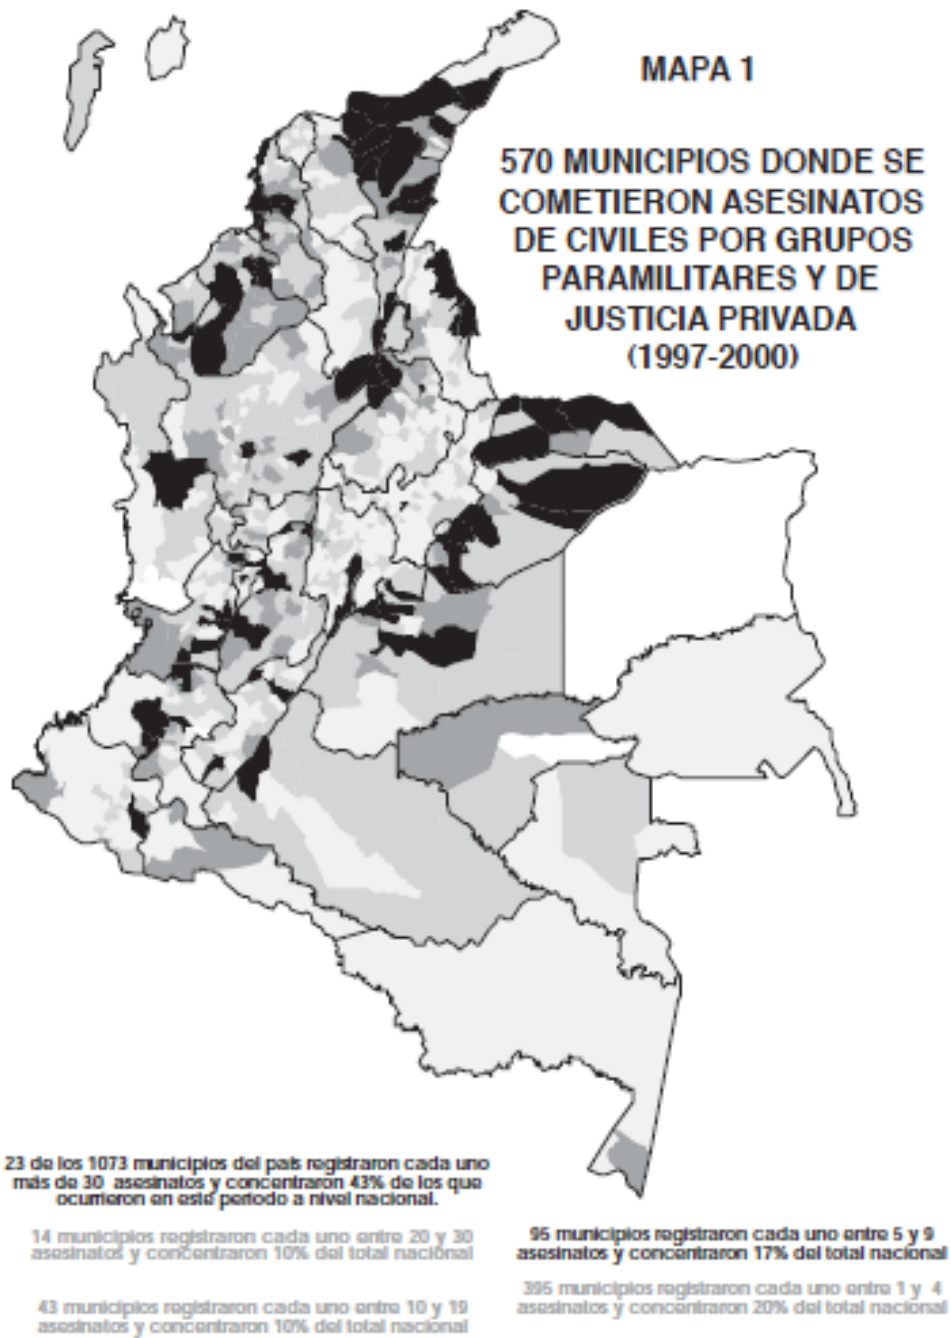 MAPA 1
570 MUNICIPIOS DONDE SE
COMETIERON ASESINATOS
DE CIVILES POR GRUPOS
PARAMILITARES Y DE
JUSTICIA PRIVADA
(1997-2000)
23 de los 1073 municipios del país registraron cada uno
más de 30 asesinatos y concentraron 43% de los que
ocurrieron en este periodo a nivel nacional.
14 municipios registraron cada uno entre 20 y 30
asesinatos y concentraron 10% del total nacional
43 municipios registraron cada uno entre 10 y 19
asesinatos y concentraron 10% del total nacional
95 municipios registraron cada uno entre 5 y 9
asesinatos y concentraron 17% del total nacional
395 municipios registraron cada uno entre 1 y 4
asesinatos y concentraron 20% del total nacional